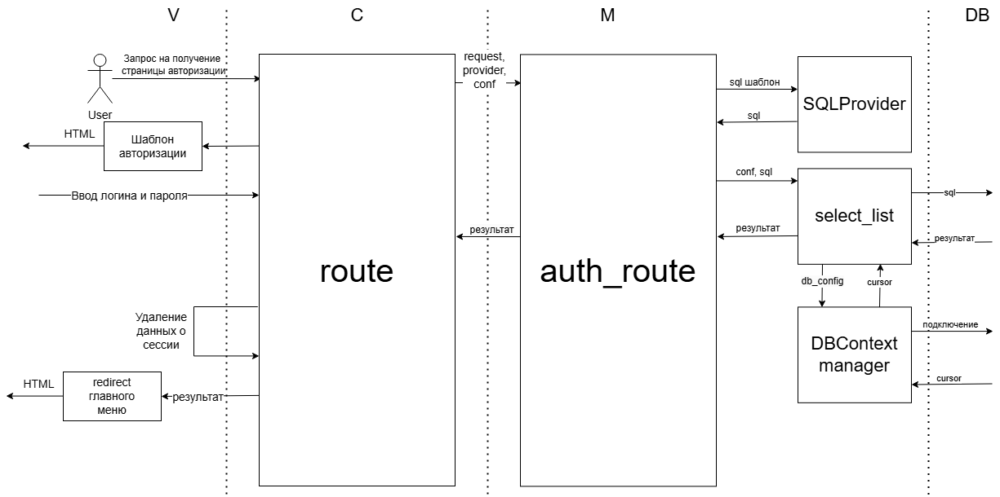 V
C
M
DB
Запрос на получение
страницы авторизации
User
HTML
Шаблон
авторизации
Ввод логина и пароля
Удаление
данных о
сессии
HTML
redirect
главного
меню
результат
route
request,
provider,
conf
результат
auth_route
sql шаблон
sql
SQLProvider
conf, sql
результат
select_list
sql
результат
db_config
cursor
DBContext
manager
подключение
cursor